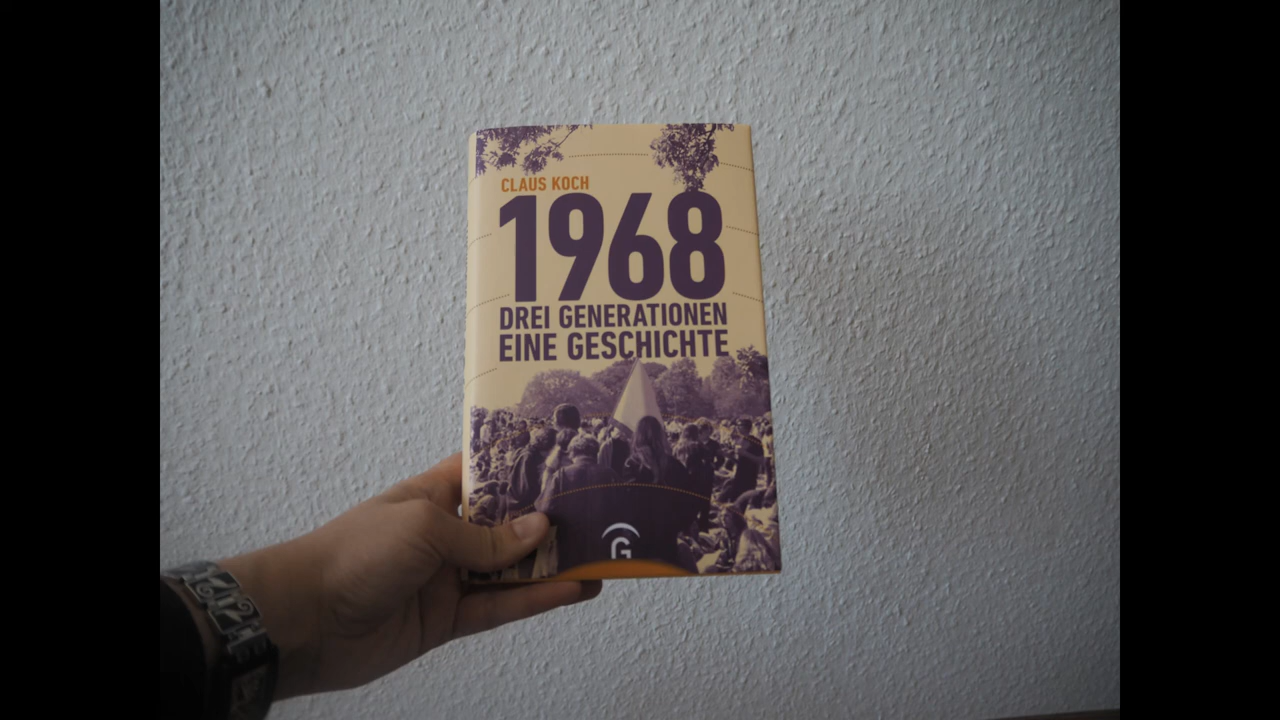 CLAUS KOCH
1968
DREI GENERATIONEN
EINE GESCHICHTE
G